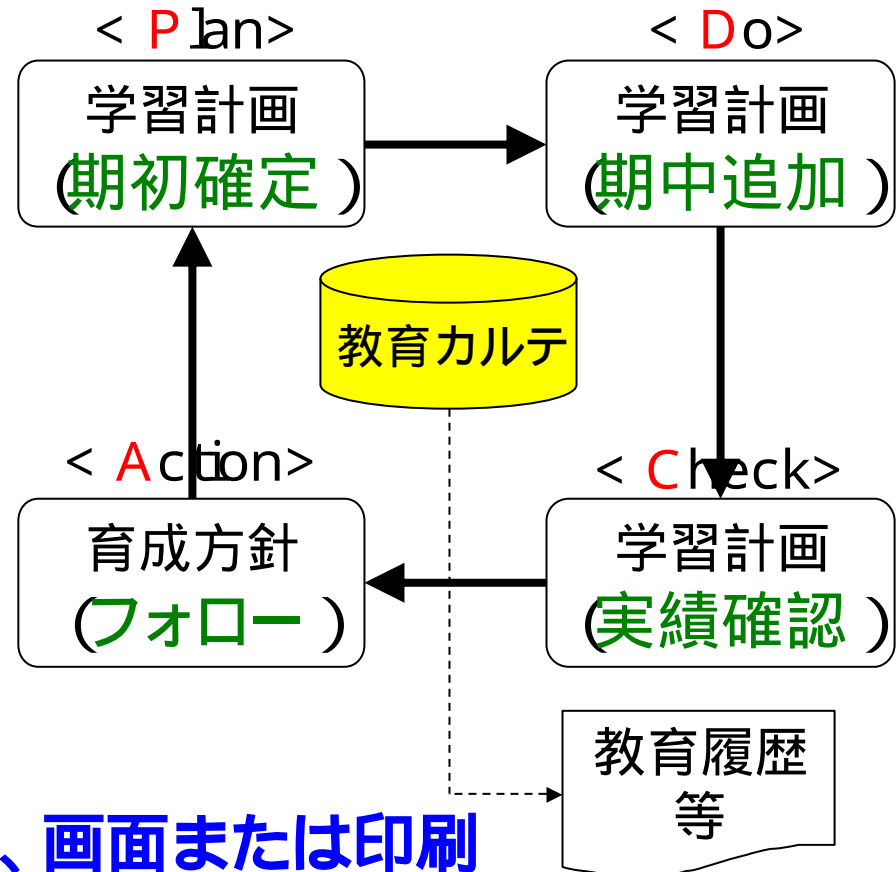 <Plan>
学習計画
(期初確定)
<Do>
学習計画
(期中追加)
教育カルテ
<Action>
育成方針
(フォロー)
<Check>
学習計画
(実績確認)
教育履歴
等
、画面または印刷